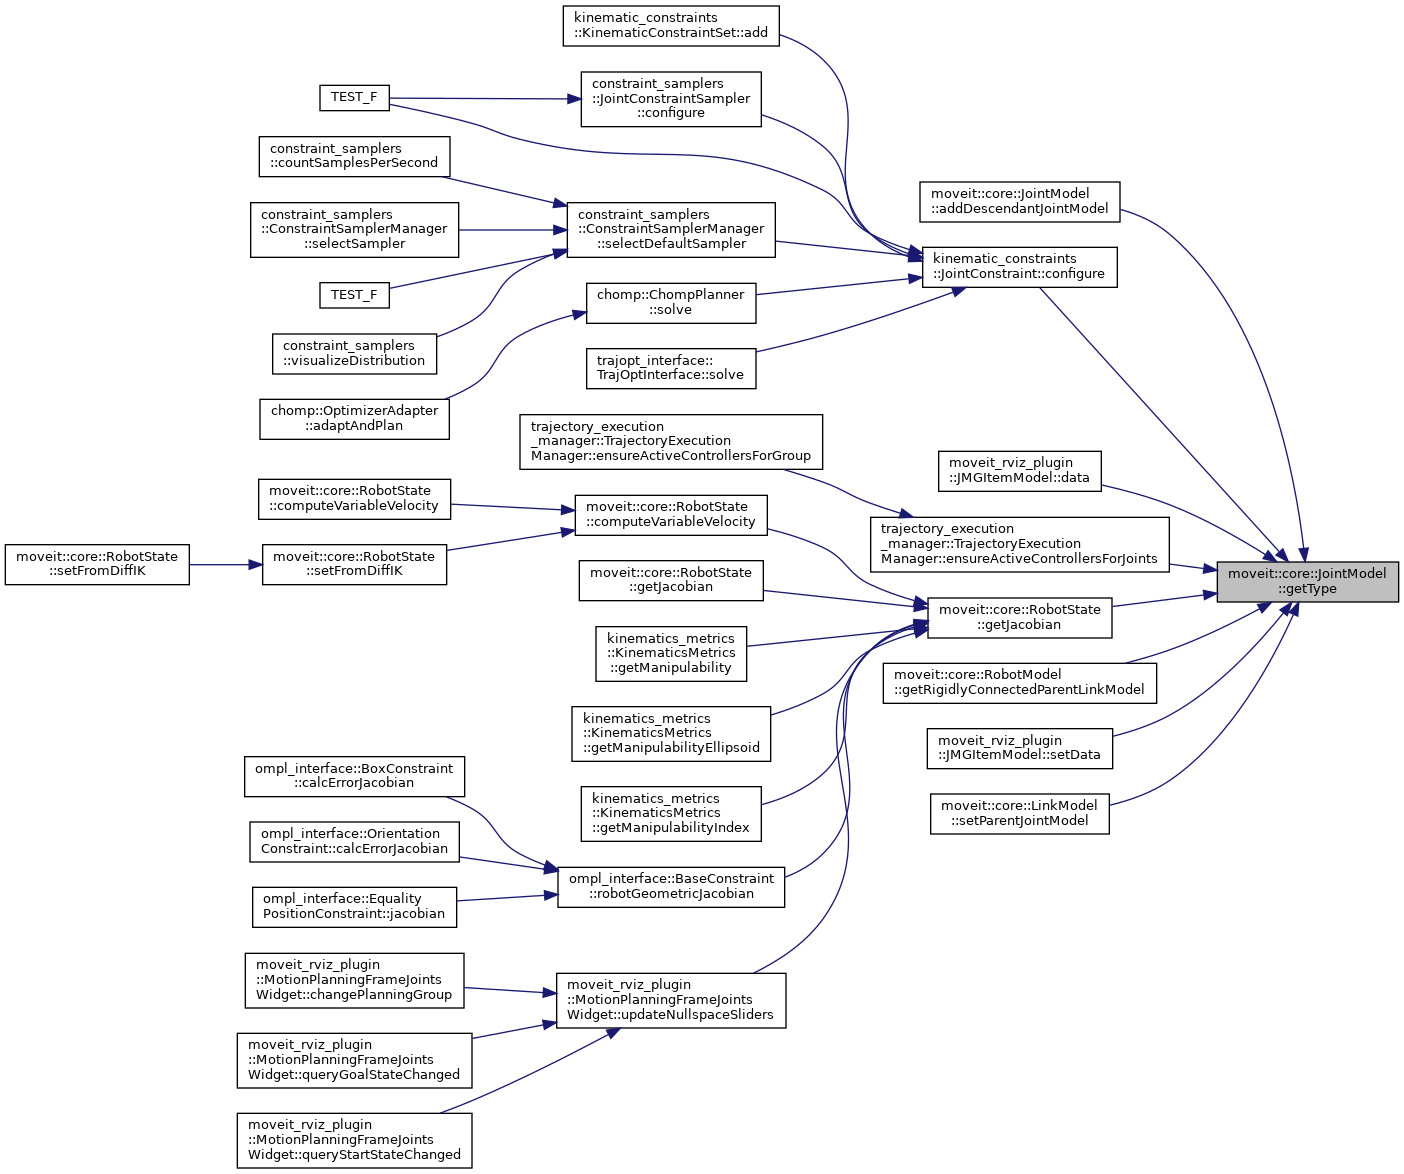 kinematic_constraints
::KinematicConstraintSet::add
constraint_samplers
::JointConstraintSampler
::configure
TEST_F
constraint_samplers
::countSamplesPerSecond
moveit::core::JointModel
::addDescendantJointModel
constraint_samplers
::ConstraintSamplerManager
::selectSampler
constraint_samplers
::ConstraintSamplerManager
::selectDefaultSampler
kinematic_constraints
::JointConstraint::configure
TEST_F
chomp::ChompPlanner
::solve
constraint_samplers
::visualizeDistribution
trajopt_interface::
TrajOptInterface::solve
chomp::OptimizerAdapter
::adaptAndPlan
trajectory_execution
_manager::TrajectoryExecution
Manager::ensureActiveControllersForGroup
moveit_rviz_plugin
::JMGItemModel::data
moveit::core::RobotState
::computeVariableVelocity
moveit::core::RobotState
::computeVariableVelocity
trajectory_execution
_manager::TrajectoryExecution
Manager::ensureActiveControllersForJoints
moveit::core::RobotState
::setFromDiffIK
moveit::core::RobotState
::setFromDiffIK
moveit::core::RobotState
::getJacobian
moveit::core::JointModel
::getType
moveit::core::RobotState
::getJacobian
kinematics_metrics
::KinematicsMetrics
::getManipulability
moveit::core::RobotModel
::getRigidlyConnectedParentLinkModel
kinematics_metrics
::KinematicsMetrics
::getManipulabilityEllipsoid
moveit_rviz_plugin
::JMGItemModel::setData
ompl_interface::BoxConstraint
::calcErrorJacobian
kinematics_metrics
::KinematicsMetrics
::getManipulabilityIndex
moveit::core::LinkModel
::setParentJointModel
ompl_interface::Orientation
Constraint::calcErrorJacobian
ompl_interface::BaseConstraint
::robotGeometricJacobian
ompl_interface::Equality
PositionConstraint::jacobian
moveit_rviz_plugin
::MotionPlanningFrameJoints
Widget::changePlanningGroup
moveit_rviz_plugin
::MotionPlanningFrameJoints
Widget::updateNullspaceSliders
moveit_rviz_plugin
::MotionPlanningFrameJoints
Widget::queryGoalStateChanged
moveit_rviz_plugin
::MotionPlanningFrameJoints
Widget::queryStartStateChanged